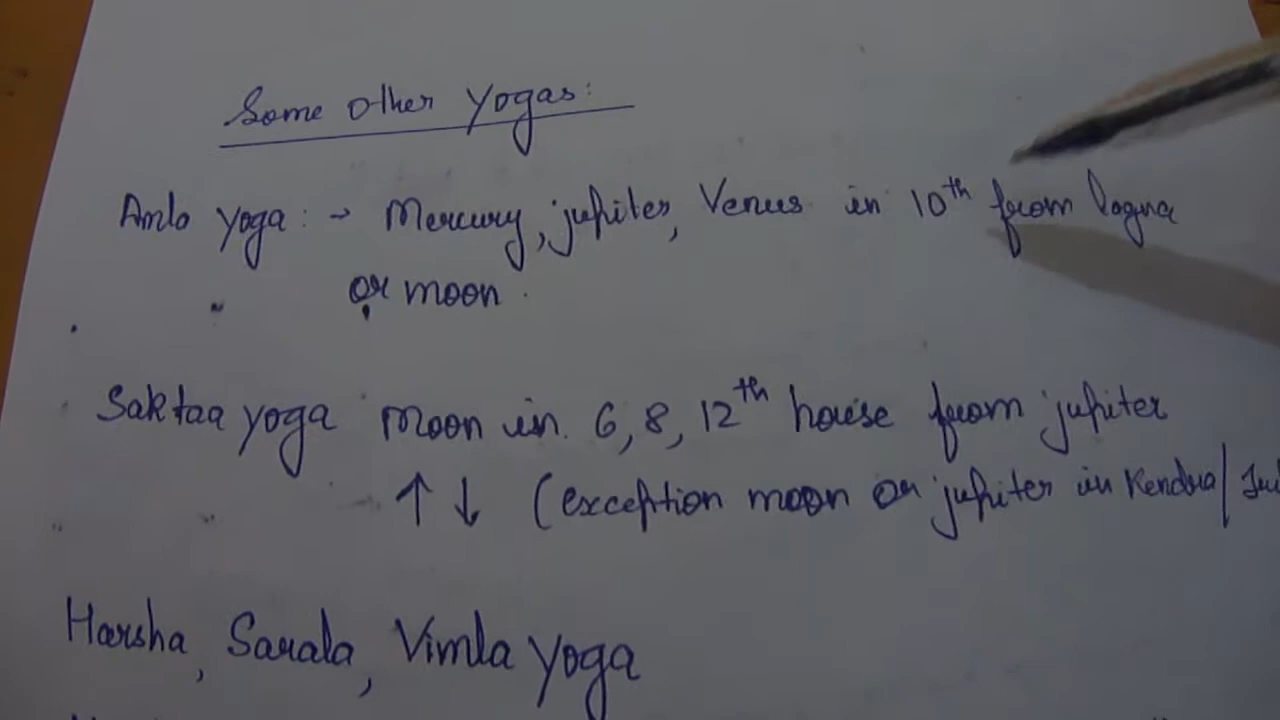 Some other Yogas:
Amla yoga :→ Mercury, jupiter, Venus in 10th from lagna
or moon.
Saktaa yoga Moon in 6, 8, 12th house from jupiter
↑ ↓ (exception moon or jupiter in Kendra/
Harsha, Sarala, Vimla yoga